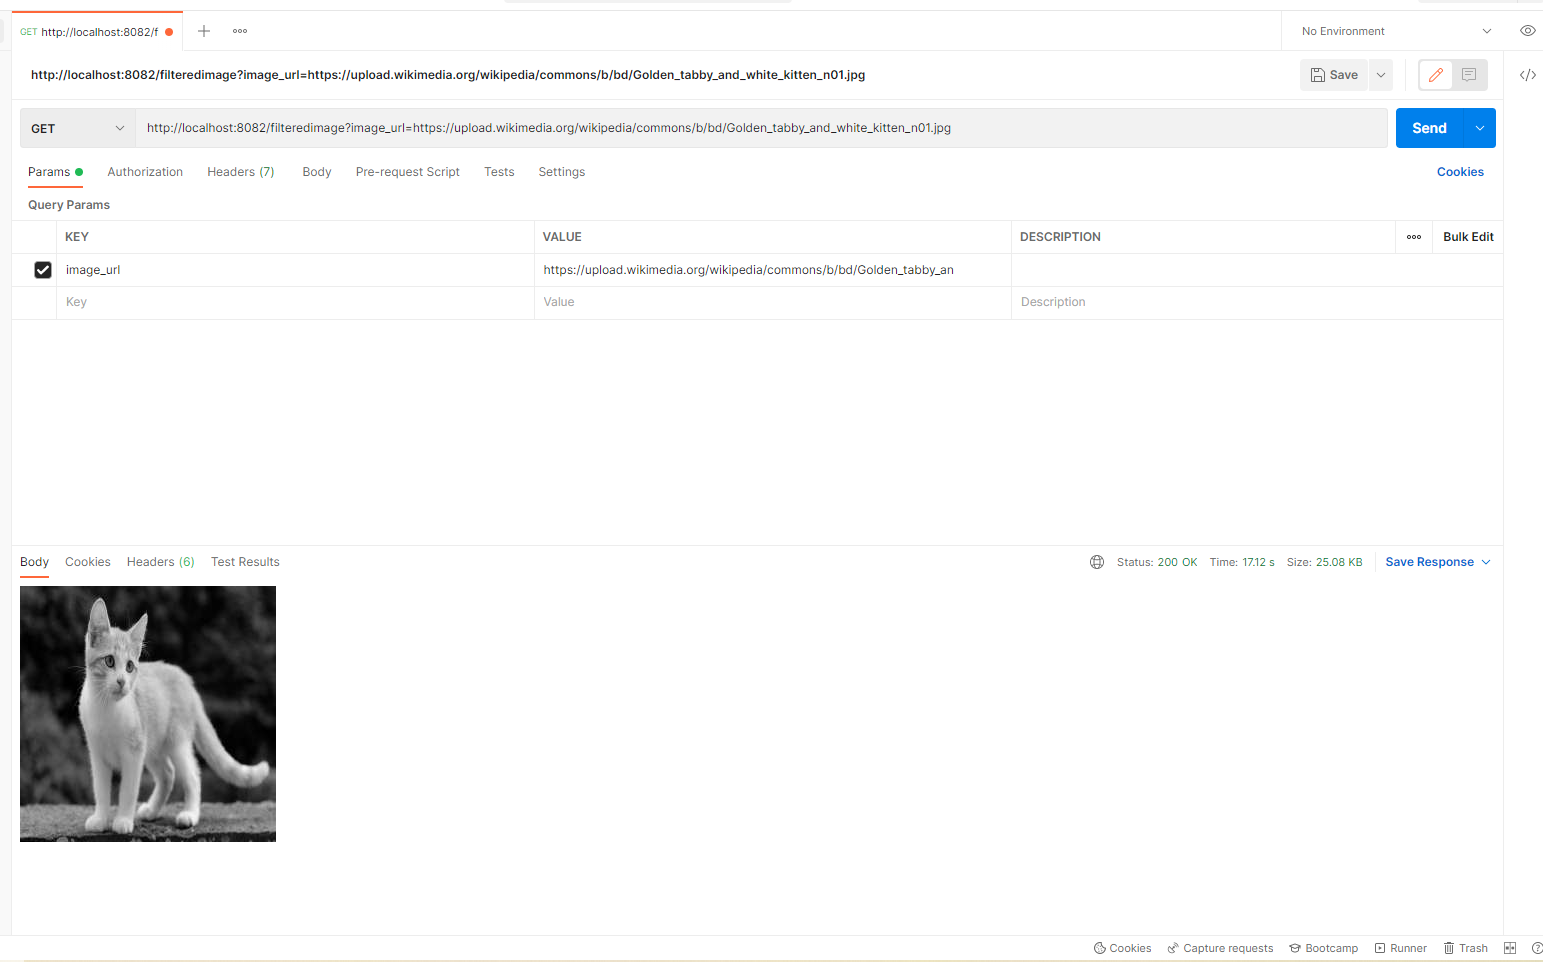 GET http://localhost:8082/f
No Environment
http://localhost:8082/filteredimage?image_url=https://upload.wikimedia.org/wikipedia/commons/b/bd/Golden_tabby_and_white_kitten_n01.jpg
Save
GET http://localhost:8082/filteredimage?image_url=https://upload.wikimedia.org/wikipedia/commons/b/bd/Golden_tabby_and_white_kitten_n01.jpg Send
Params Authorization Headers (7) Body Pre-request Script Tests Settings Cookies
Query Params
KEY VALUE DESCRIPTION Bulk Edit
image_url https://upload.wikimedia.org/wikipedia/commons/b/bd/Golden_tabby_an
Key Value Description
Body Cookies Headers (6) Test Results Status: 200 OK Time: 17.12 s Size: 25.08 KB Save Response
Cookies Capture requests Bootcamp Runner Trash